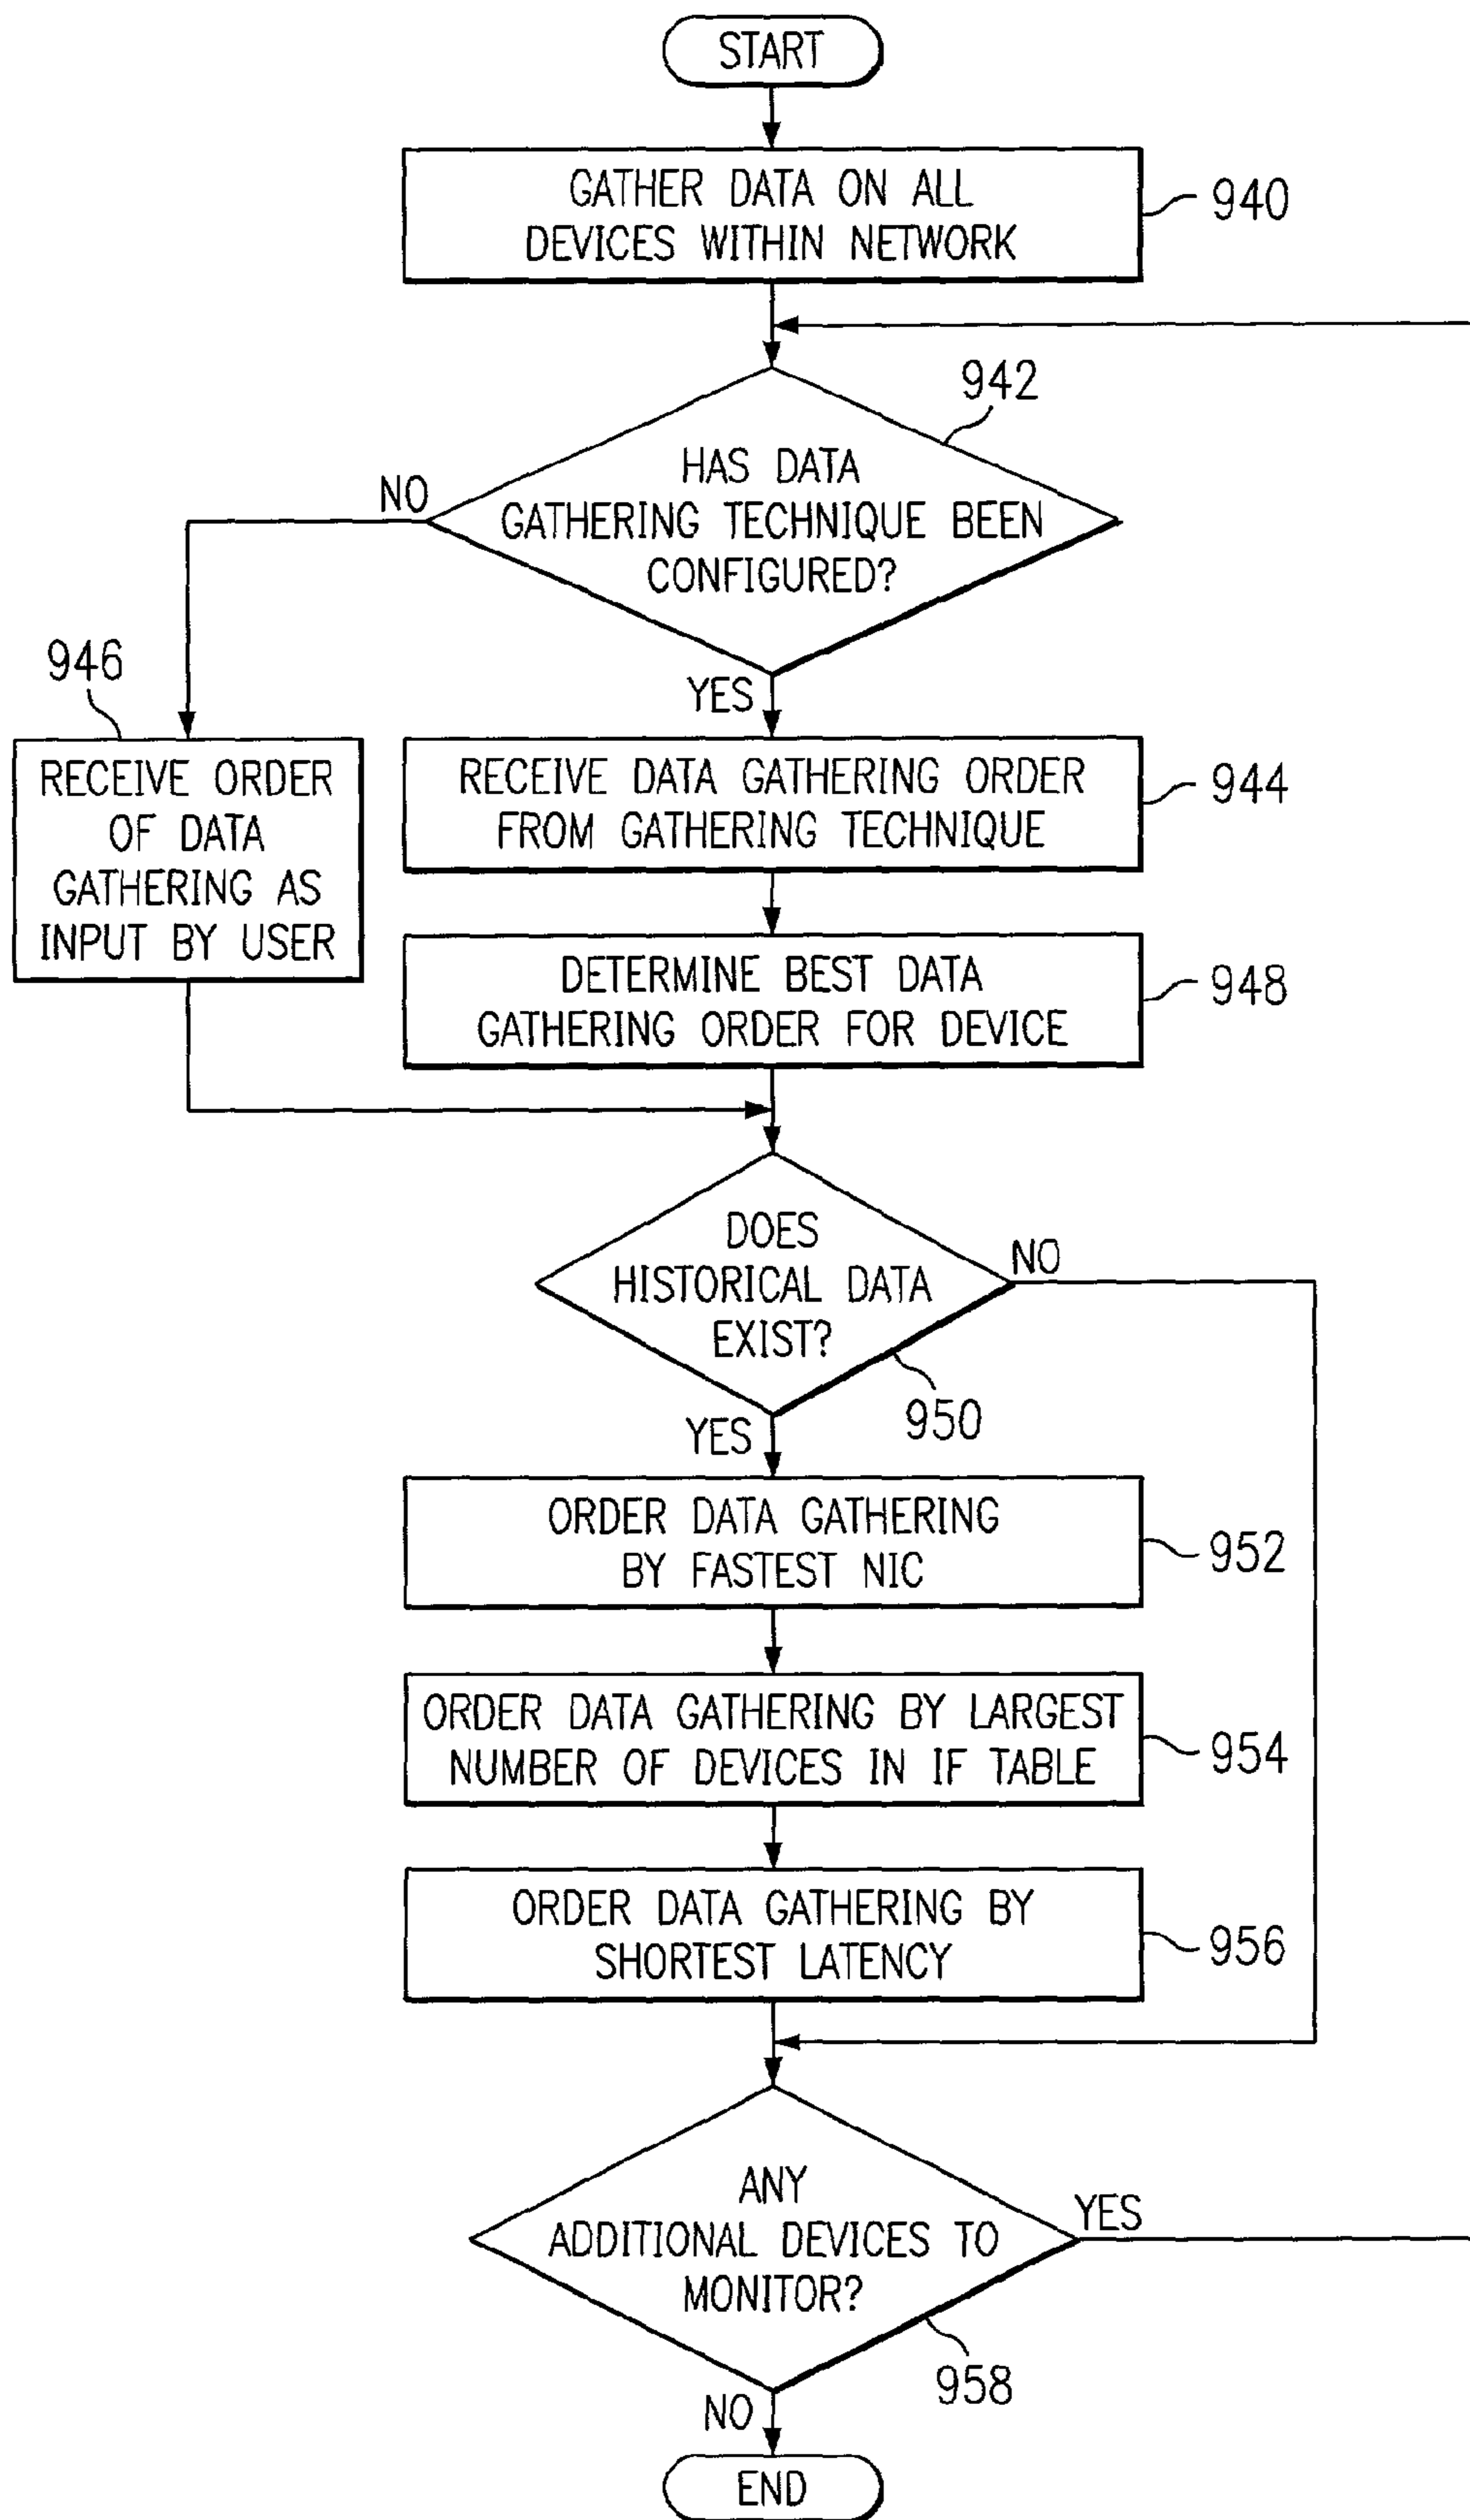 START
GATHER DATA ON ALL
DEVICES WITHIN NETWORK
940
942
HAS DATA
GATHERING TECHNIQUE BEEN
CONFIGURED?
NO
YES
946
RECEIVE ORDER
OF DATA
GATHERING AS
INPUT BY USER
RECEIVE DATA GATHERING ORDER
FROM GATHERING TECHNIQUE
944
DETERMINE BEST DATA
GATHERING ORDER FOR DEVICE
948
DOES
HISTORICAL DATA
EXIST?
NO
950
YES
ORDER DATA GATHERING
BY FASTEST NIC
952
ORDER DATA GATHERING BY LARGEST
NUMBER OF DEVICES IN IF TABLE
954
ORDER DATA GATHERING BY
SHORTEST LATENCY
956
ANY
ADDITIONAL DEVICES TO
MONITOR?
YES
958
NO
END